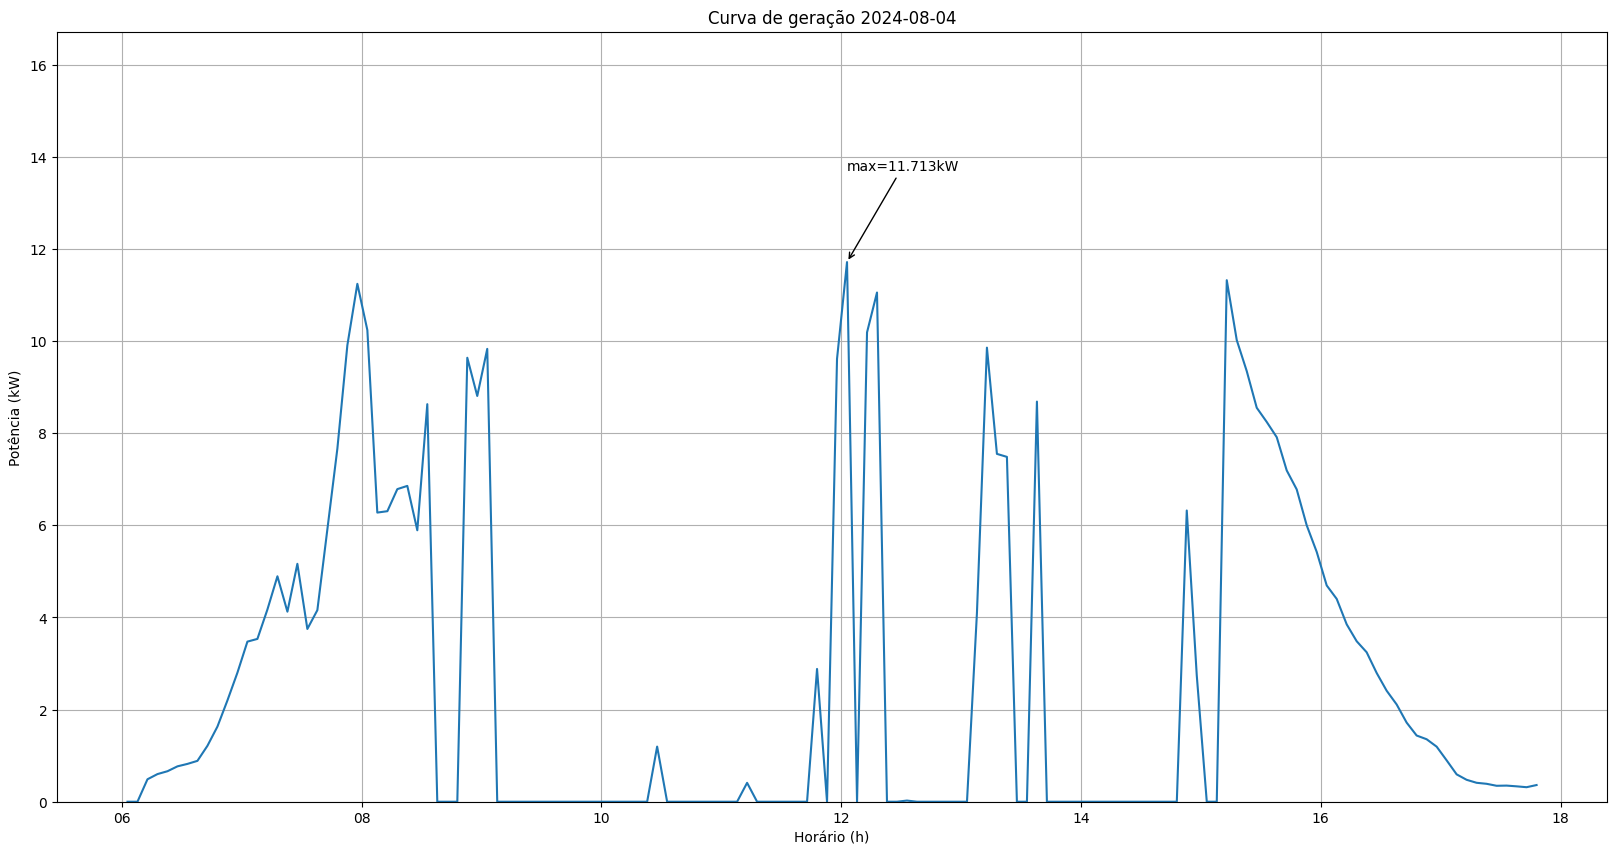 Curva de geração 2024-08-04
16
14
12
10
8
6
4
2
0
Potência (kW)
max=11.713kW
06 08 10 12 14 16 18
Horário (h)